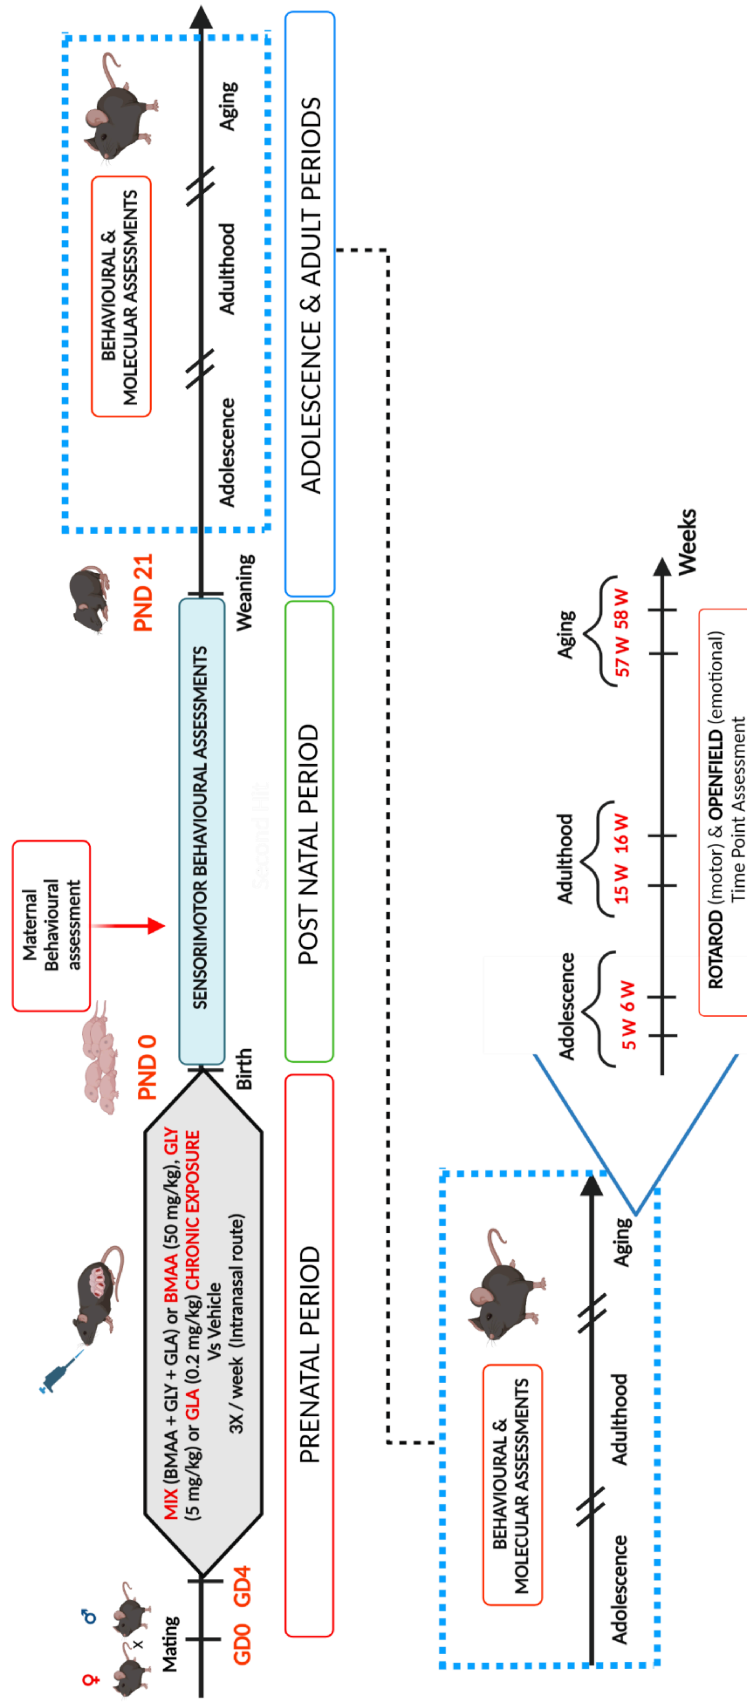 ♀
♂
x
Mating
GD0
GD4
MIX (BMAA + GLY + GLA) or BMAA (50 mg/kg), GLY
(5 mg/kg) or GLA (0.2 mg/kg) CHRONIC EXPOSURE
Vs Vehicle
3X / week (Intranasal route)
PND 0
Birth
Maternal
Behavioural
assessment
SENSORIMOTOR BEHAVIOURAL ASSESSMENTS
Second Hit
PND 21
Weaning
BEHAVIOURAL &
MOLECULAR ASSESSMENTS
Adolescence
Adulthood
Aging
PRENATAL PERIOD
POST NATAL PERIOD
ADOLESCENCE & ADULT PERIODS
BEHAVIOURAL &
MOLECULAR ASSESSMENTS
Adolescence
Adulthood
Aging
Adolescence
5 W 6 W
Adulthood
15 W 16 W
Aging
57 W 58 W
Weeks
ROTAROD (motor) & OPENFIELD (emotional)
Time Point Assessment